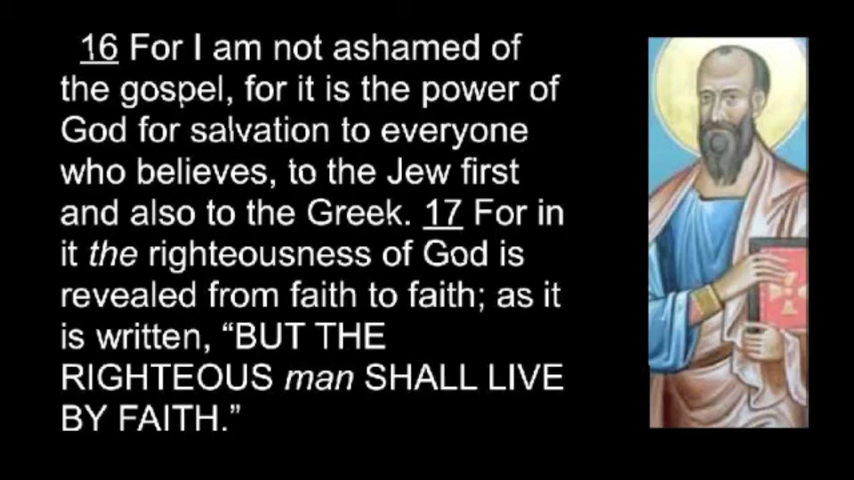 16 For I am not ashamed of
the gospel, for it is the power of
God for salvation to everyone
who believes, to the Jew first
and also to the Greek. 17 For in
it the righteousness of God is
revealed from faith to faith; as it
is written, “BUT THE
RIGHTEOUS man SHALL LIVE
BY FAITH.”